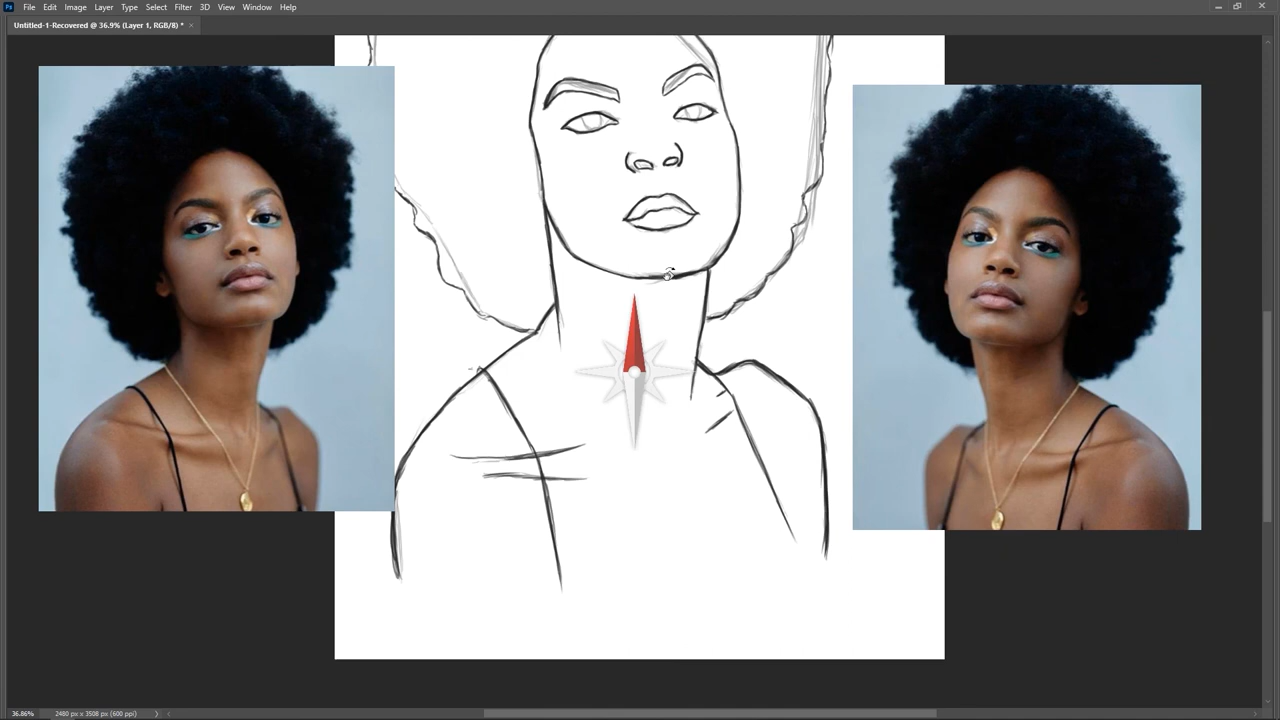 Ps File Edit Image Layer Type Select Filter 3D View Window Help
Untitled-1-Recovered @ 36.9% (Layer 1, RGB/8) *
36.86% 2480 px x 3508 px (600 ppi)